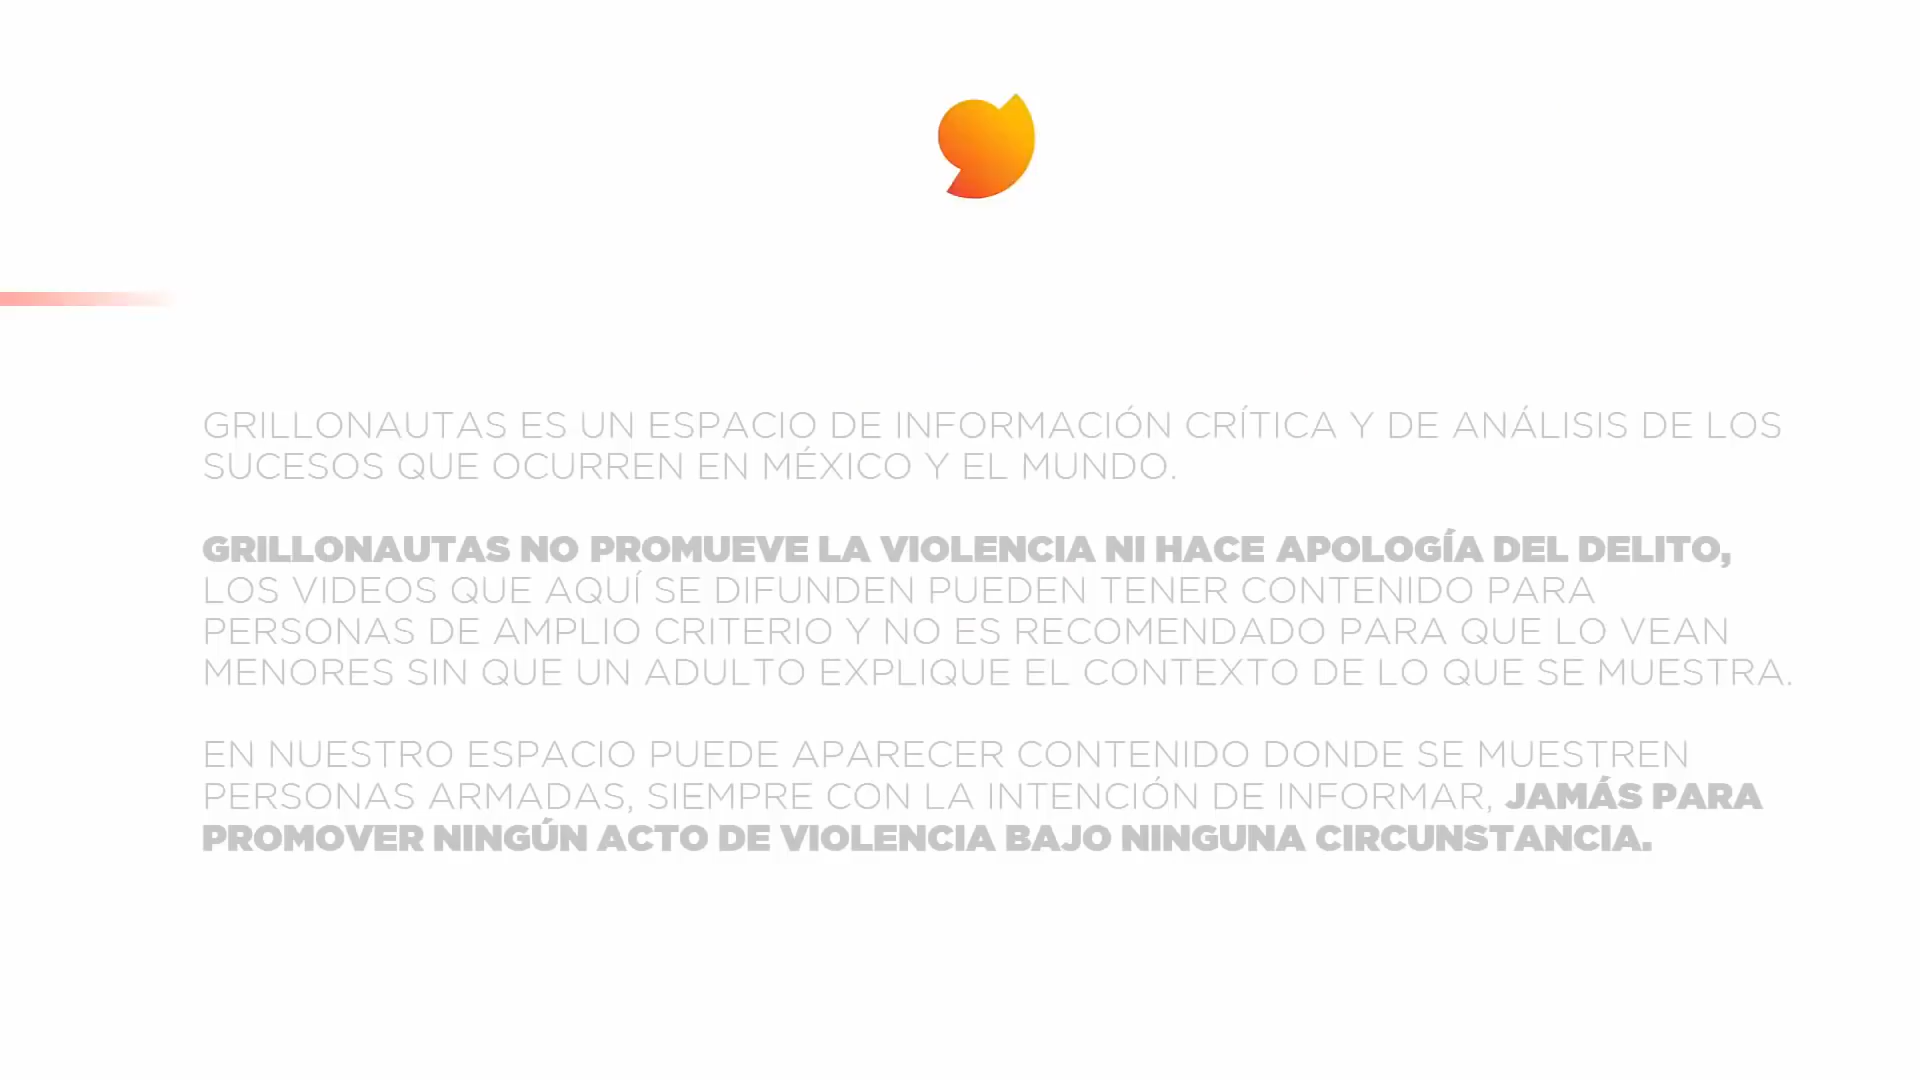 GRILLONAUTAS ES UN ESPACIO DE INFORMACIÓN CRÍTICA Y DE ANÁLISIS DE LOS
SUCESOS QUE OCURREN EN MÉXICO Y EL MUNDO.
GRILLONAUTAS NO PROMUEVE LA VIOLENCIA NI HACE APOLOGÍA DEL DELITO,
LOS VIDEOS QUE AQUÍ SE DIFUNDEN PUEDEN TENER CONTENIDO PARA
PERSONAS DE AMPLIO CRITERIO Y NO ES RECOMENDADO PARA QUE LO VEAN
MENORES SIN QUE UN ADULTO EXPLIQUE EL CONTEXTO DE LO QUE SE MUESTRA.
EN NUESTRO ESPACIO PUEDE APARECER CONTENIDO DONDE SE MUESTREN
PERSONAS ARMADAS, SIEMPRE CON LA INTENCIÓN DE INFORMAR, JAMÁS PARA
PROMOVER NINGÚN ACTO DE VIOLENCIA BAJO NINGUNA CIRCUNSTANCIA.